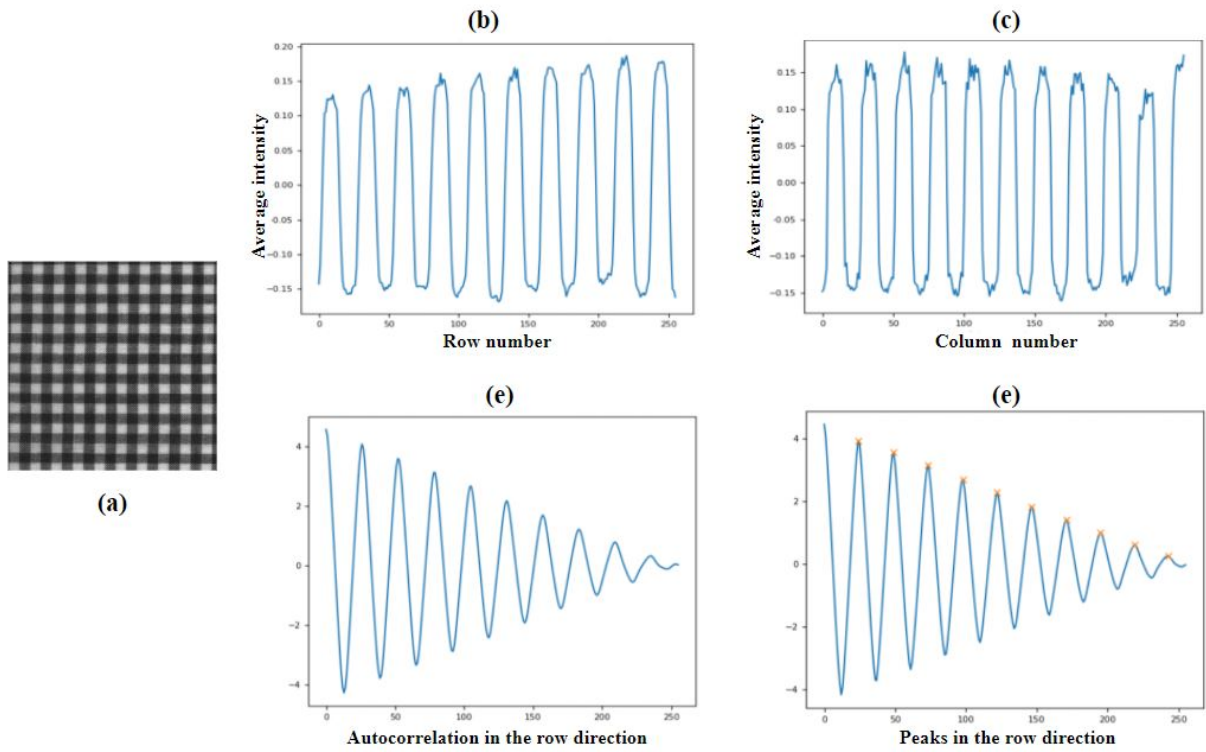 (b)
0.20
0.15
0.10
0.05
0.00
−0.05
−0.10
−0.15
Average intensity
0 50 100 150 200 250
Row number
(c)
0.15
0.10
0.05
0.00
−0.05
−0.10
−0.15
Average intensity
0 50 100 150 200 250
Column number
(a)
(e)
4
2
0
−2
−4
0 50 100 150 200 250
Autocorrelation in the row direction
(e)
4
2
0
−2
−4
0 50 100 150 200 250
Peaks in the row direction